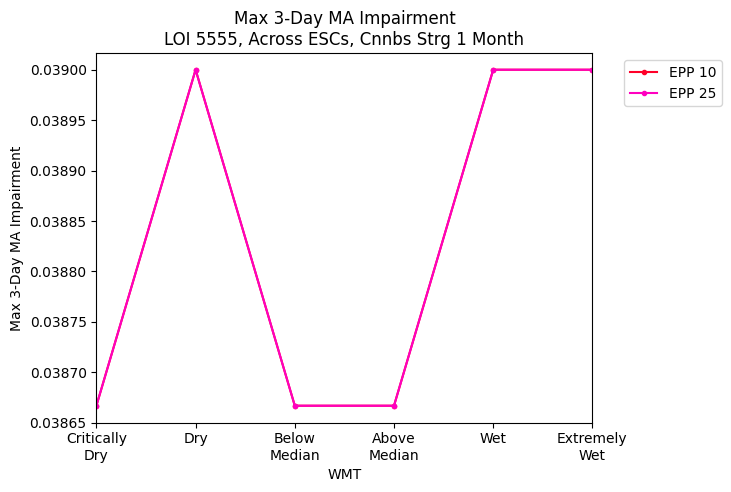 Max 3-Day MA Impairment
LOI 5555, Across ESCs, Cnnbs Strg 1 Month
Max 3-Day MA Impairment
0.03900
0.03895
0.03890
0.03885
0.03880
0.03875
0.03870
0.03865
Critically
Dry
Dry
Below
Median
Above
Median
Wet
Extremely
Wet
WMT
EPP 10
EPP 25